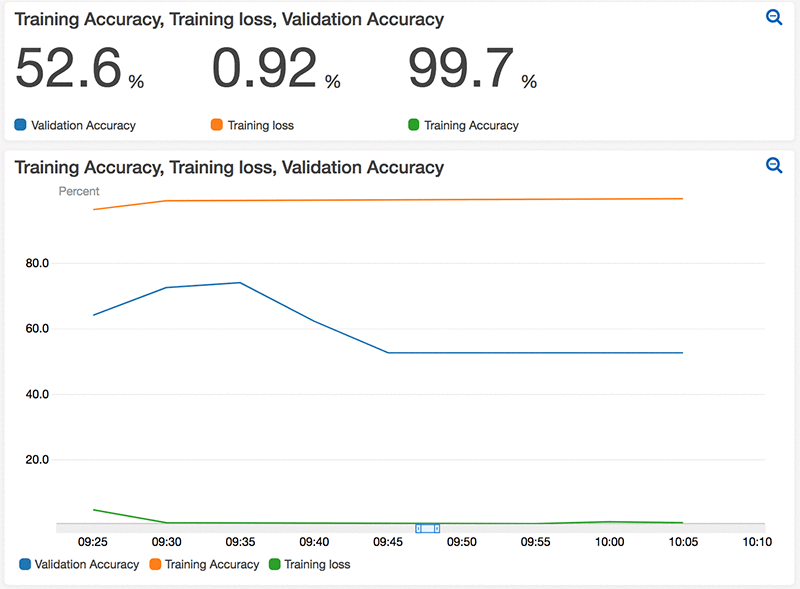 Training Accuracy, Training loss, Validation Accuracy
52.6 % 0.92 % 99.7 %
Validation Accuracy Training loss Training Accuracy
Training Accuracy, Training loss, Validation Accuracy
Percent
80.0
60.0
40.0
20.0
09:25 09:30 09:35 09:40 09:45 09:50 09:55 10:00 10:05 10:10
Validation Accuracy Training Accuracy Training loss